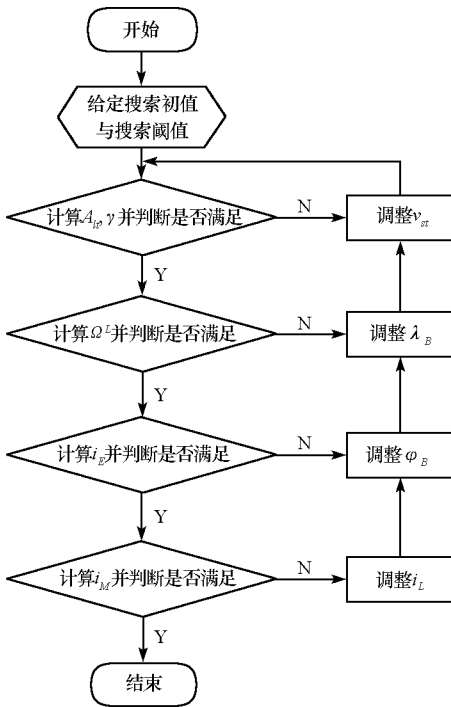 开始
给定搜索初值
与搜索阈值
计算A_{lt},γ并判断是否满足
N
调整v_{st}
Y
计算Ω^L并判断是否满足
N
调整λ_B
Y
计算i_E并判断是否满足
N
调整φ_B
Y
计算i_M并判断是否满足
N
调整i_L
Y
结束